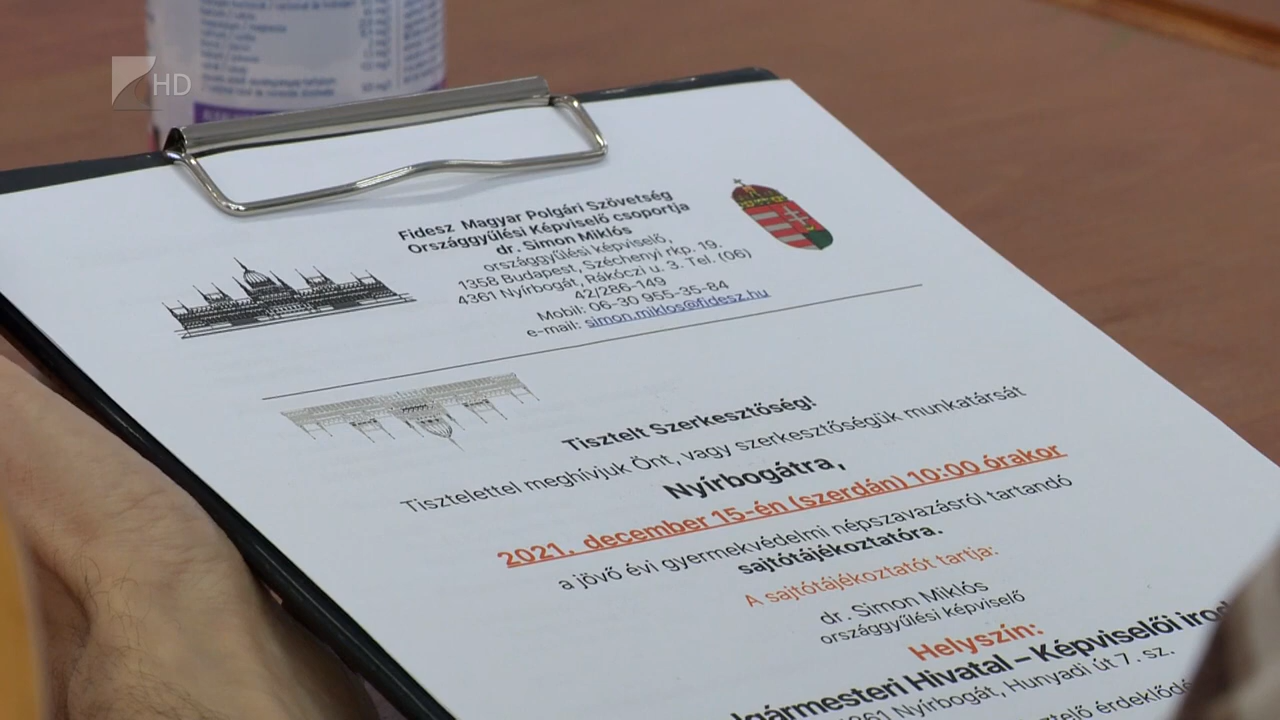 HD
Fidesz Magyar Polgári Szövetség
Országgyűlési Képviselő csoportja
dr. Simon Miklós
országgyűlési képviselő,
1358 Budapest, Széchenyi rkp. 19.
4361 Nyírbogát, Rákóczi u. 3. Tel. (06)
42/286-149
Mobil: 06-30 955-35-84
e-mail: simon.miklos@fidesz.hu
Tisztelt Szerkesztőség!
Tisztelettel meghívjuk Önt, vagy szerkesztőségük munkatársát
Nyírbogátra,
2021. december 15-én (szerdán) 10:00 órakor
a jövő évi gyermekvédelmi népszavazásról tartandó
sajtótájékoztatóra.
A sajtótájékoztatót tartja:
dr. Simon Miklós
országgyűlési képviselő
Helyszín:
lgármesteri Hivatal – Képviselői irod
4361 Nyírbogát, Hunyadi út 7. sz.